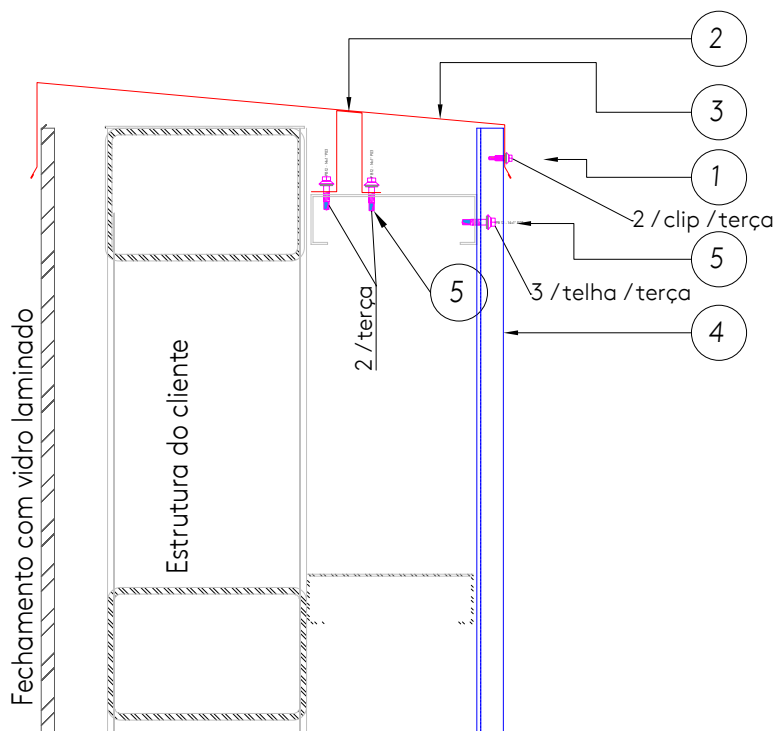 2
3
1
2 / clip / terça
5
5
3 / telha / terça
4
2 / terça
Estrutura do cliente
Fechamento com vidro laminado